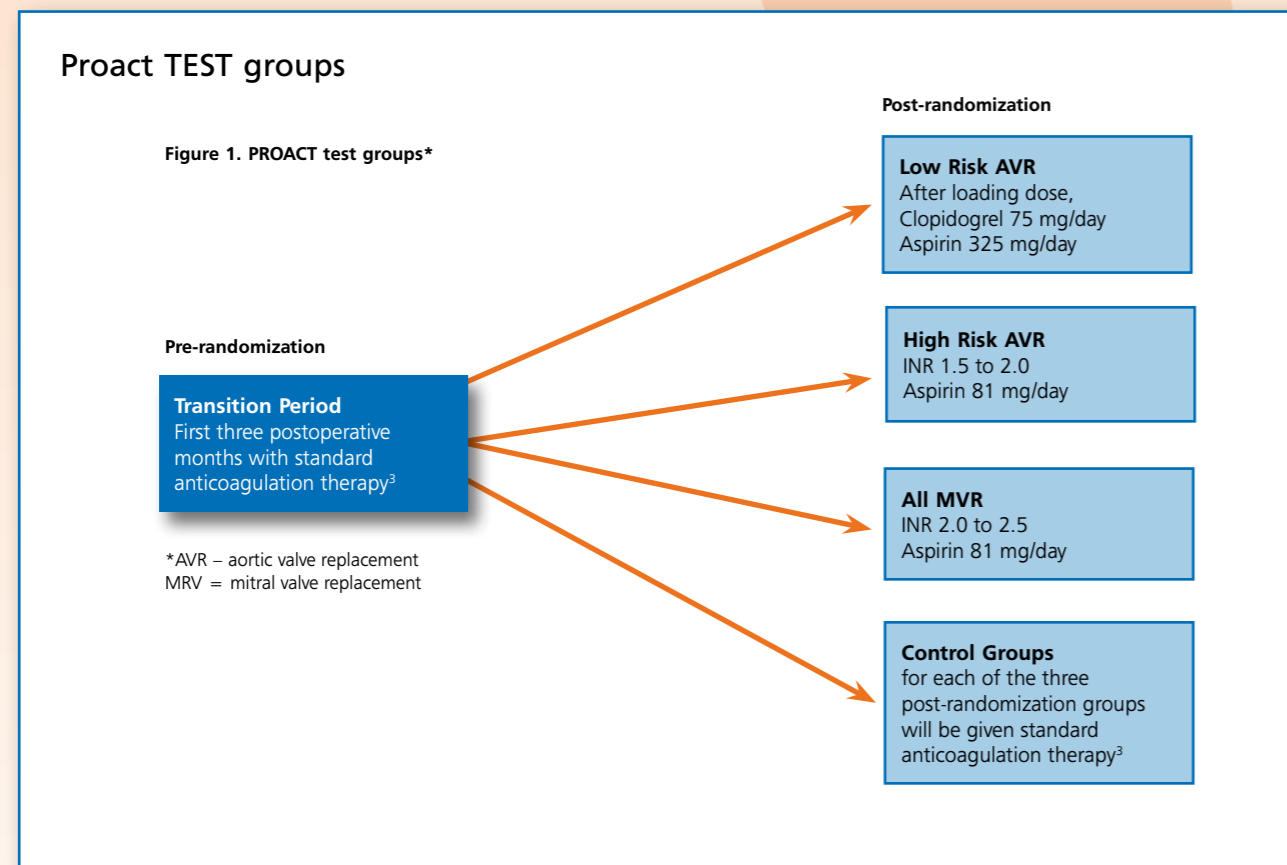 Proact TEST groups
Figure 1. PROACT test groups*
Pre-randomization
Transition Period
First three postoperative
months with standard
anticoagulation therapy³
*AVR – aortic valve replacement
MRV = mitral valve replacement
Post-randomization
Low Risk AVR
After loading dose,
Clopidogrel 75 mg/day
Aspirin 325 mg/day
High Risk AVR
INR 1.5 to 2.0
Aspirin 81 mg/day
All MVR
INR 2.0 to 2.5
Aspirin 81 mg/day
Control Groups
for each of the three
post-randomization groups
will be given standard
anticoagulation therapy³